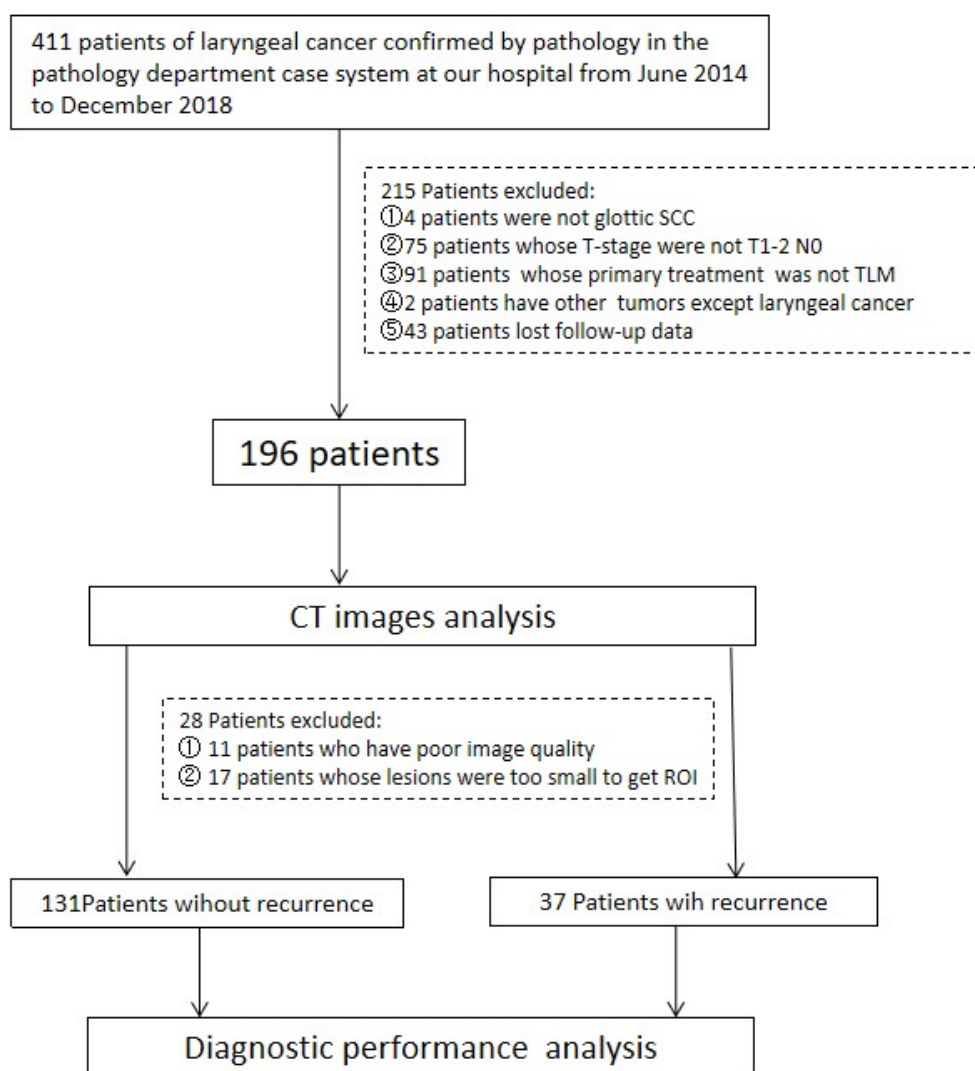 411 patients of laryngeal cancer confirmed by pathology in the
pathology department case system at our hospital from June 2014
to December 2018
215 Patients excluded:
①4 patients were not glottic SCC
②75 patients whose T-stage were not T1-2 N0
③91 patients whose primary treatment was not TLM
④2 patients have other tumors except laryngeal cancer
⑤43 patients lost follow-up data
196 patients
CT images analysis
28 Patients excluded:
① 11 patients who have poor image quality
② 17 patients whose lesions were too small to get ROI
131Patients wihout recurrence
37 Patients wih recurrence
Diagnostic performance analysis